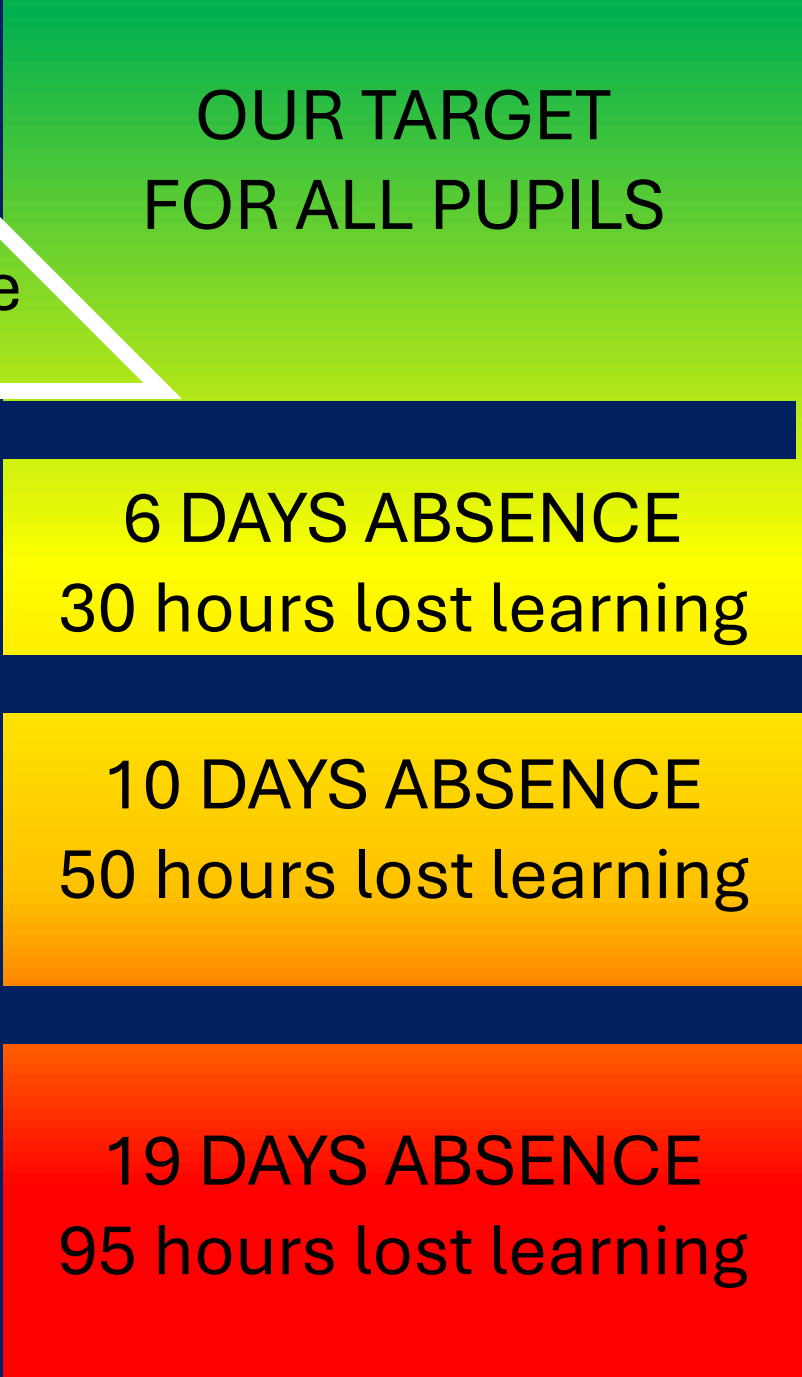 OUR TARGET
FOR ALL PUPILS
6 DAYS ABSENCE
30 hours lost learning
10 DAYS ABSENCE
50 hours lost learning
19 DAYS ABSENCE
95 hours lost learning